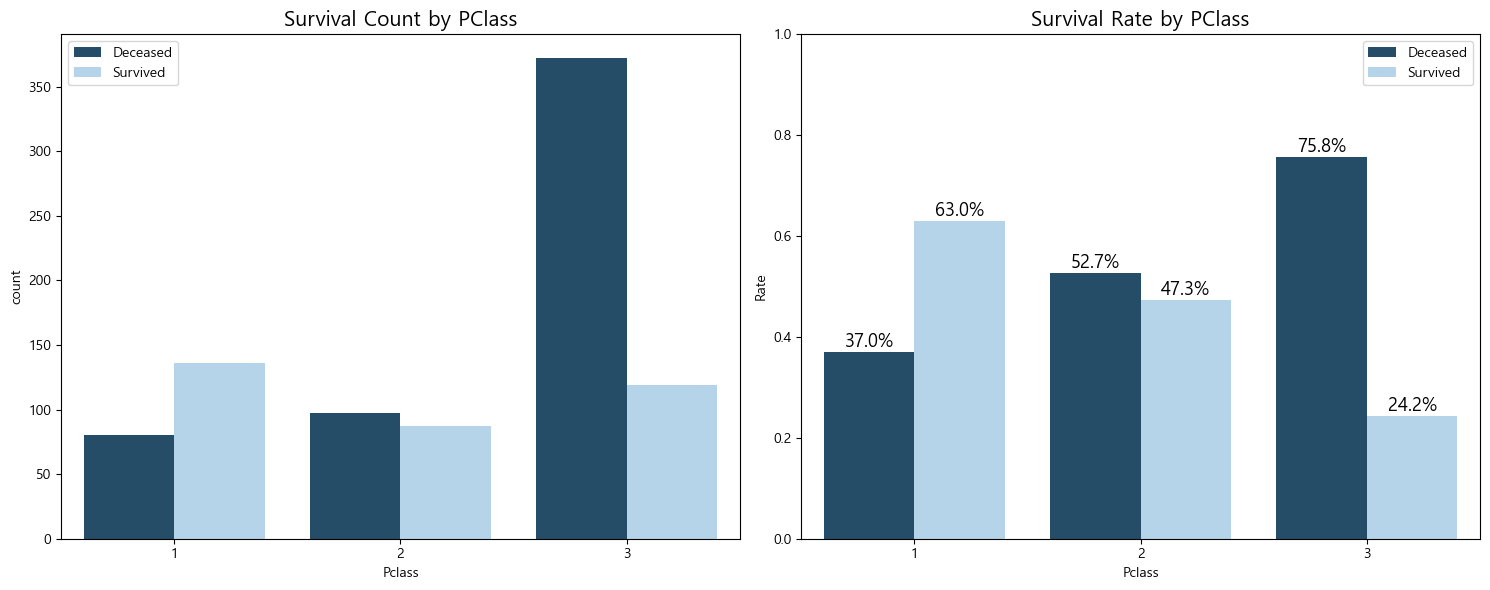 Survival Count by PClass
Deceased
Survived
count
350
300
250
200
150
100
50
0
1 2 3
Pclass
Survival Rate by PClass
Deceased
Survived
Rate
1.0
0.8
0.6
0.4
0.2
0.0
37.0%
63.0%
52.7%
47.3%
75.8%
24.2%
1 2 3
Pclass